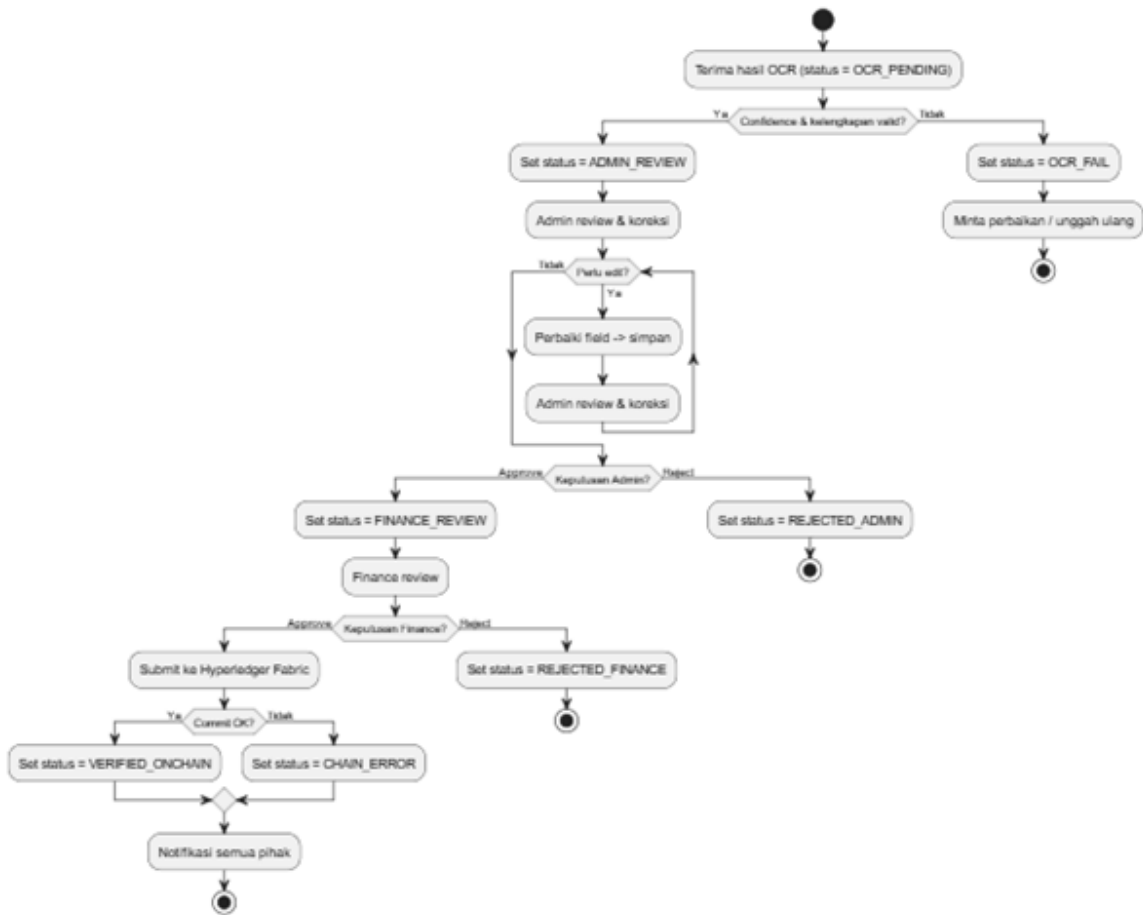 Terima hasil OCR (status = OCR_PENDING)
Ya
Confidence & kelengkapan valid?
Tidak
Set status = ADMIN_REVIEW
Set status = OCR_FAIL
Admin review & koreksi
Minta perbaikan / unggah ulang
Tidak
Perlu edit?
Ya
Perbaiki field -> simpan
Admin review & koreksi
Approve
Keputusan Admin?
Reject
Set status = FINANCE_REVIEW
Set status = REJECTED_ADMIN
Finance review
Approve
Keputusan Finance?
Reject
Submit ke Hyperledger Fabric
Set status = REJECTED_FINANCE
Ya
Commit OK?
Tidak
Set status = VERIFIED_ONCHAIN
Set status = CHAIN_ERROR
Notifikasi semua pihak